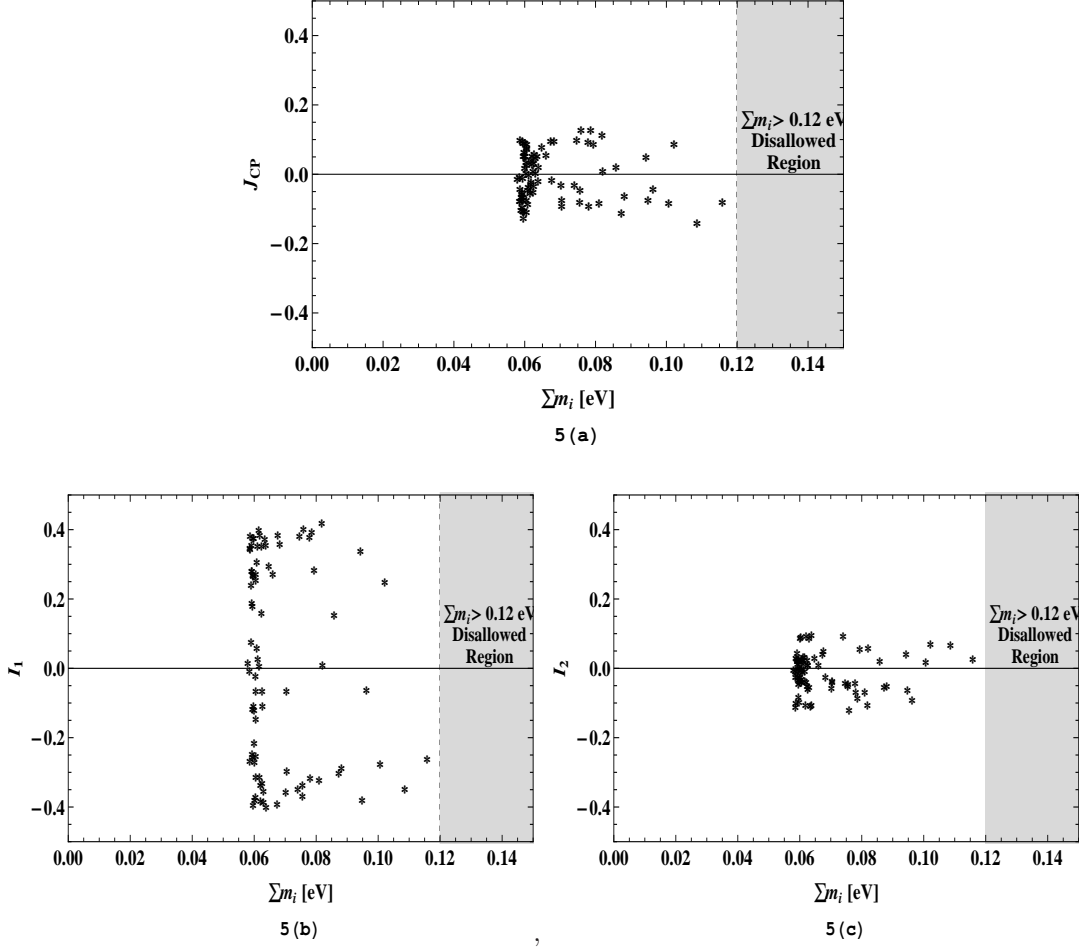 0.4
0.2
0.0
−0.2
−0.4
J_CP
∑m_i > 0.12 eV
Disallowed
Region
0.00 0.02 0.04 0.06 0.08 0.10 0.12 0.14
∑m_i [eV]
5(a)
0.4
0.2
0.0
−0.2
−0.4
I_1
∑m_i > 0.12 eV
Disallowed
Region
0.00 0.02 0.04 0.06 0.08 0.10 0.12 0.14
∑m_i [eV]
5(b)
,
0.4
0.2
0.0
−0.2
−0.4
I_2
∑m_i > 0.12 eV
Disallowed
Region
0.00 0.02 0.04 0.06 0.08 0.10 0.12 0.14
∑m_i [eV]
5(c)